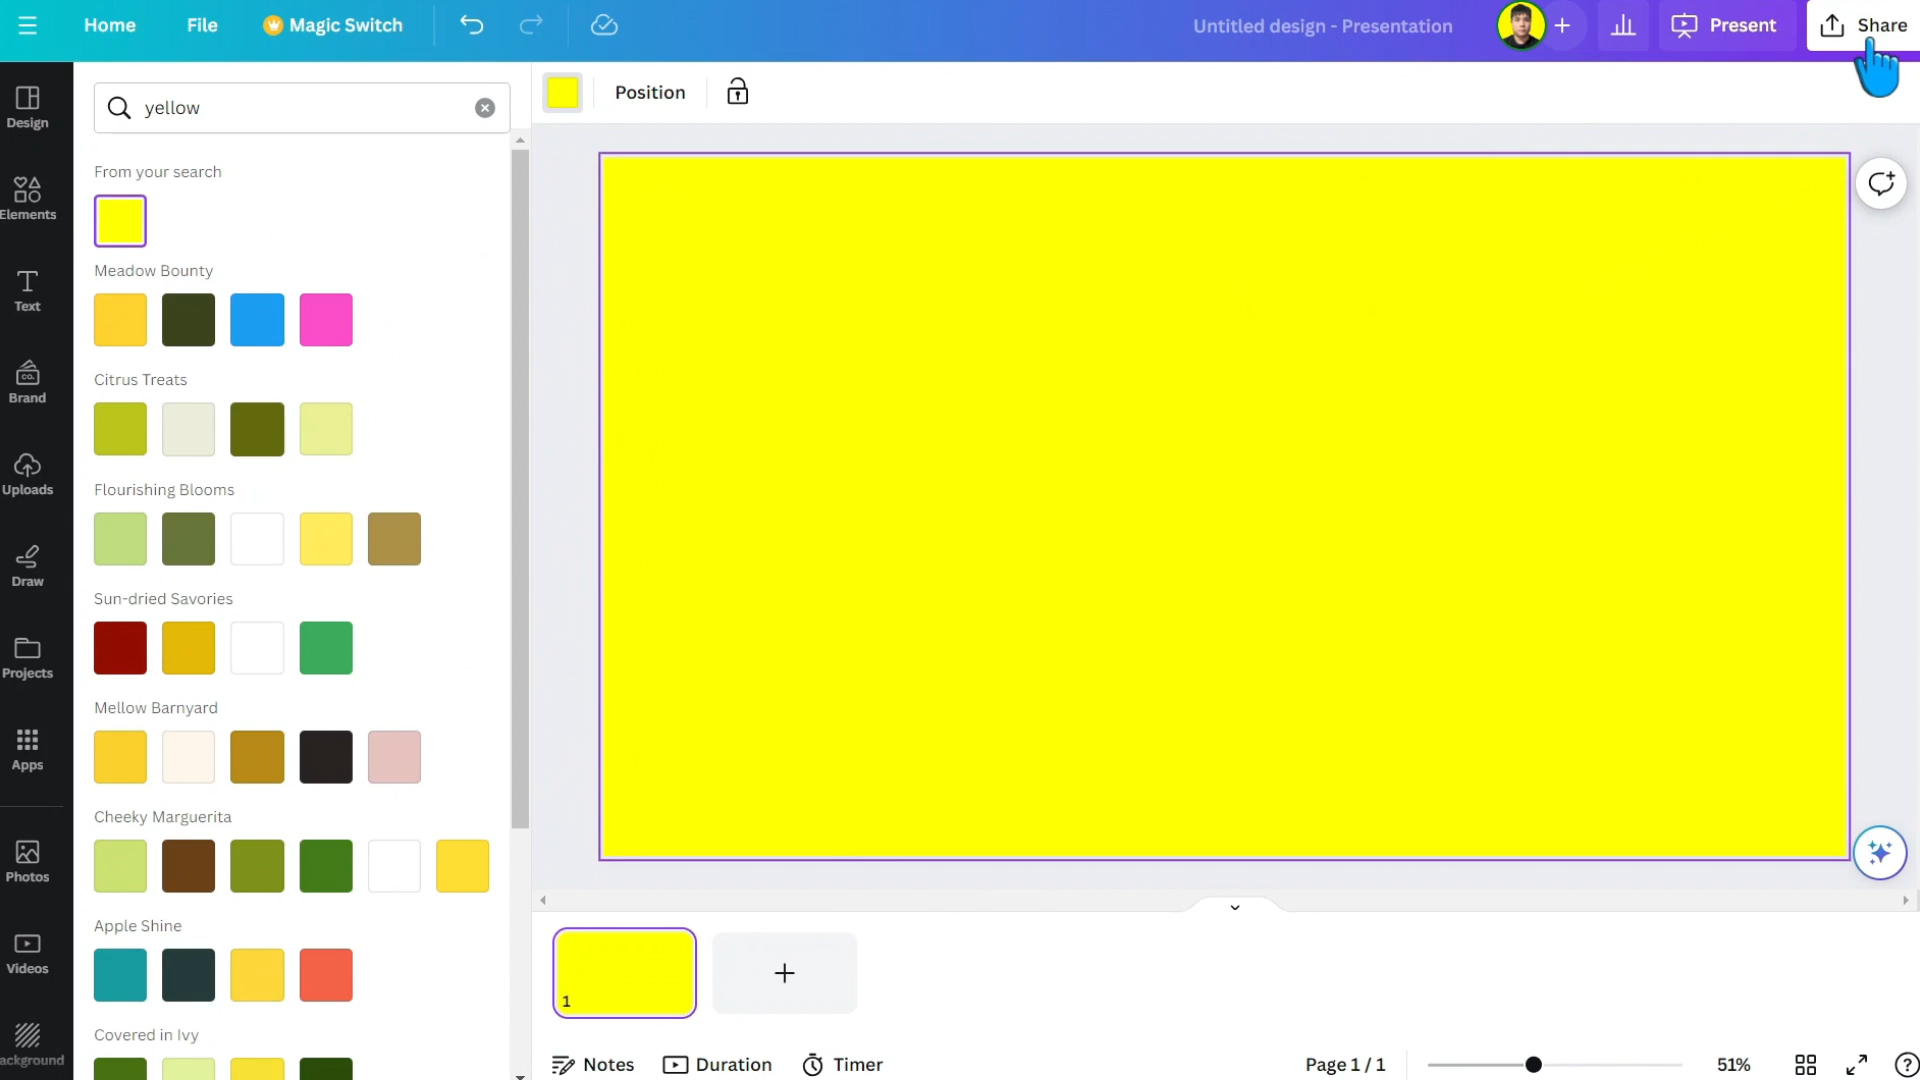 Home File Magic Switch Untitled design - Presentation Present Share
Design
Elements
Text
CO.
Brand
Uploads
Draw
Projects
Apps
Photos
Videos
ackground
yellow
From your search
Meadow Bounty
Citrus Treats
Flourishing Blooms
Sun-dried Savories
Mellow Barnyard
Cheeky Marguerita
Apple Shine
Covered in Ivy
Position
1
Notes Duration Timer Page 1 / 1 51%